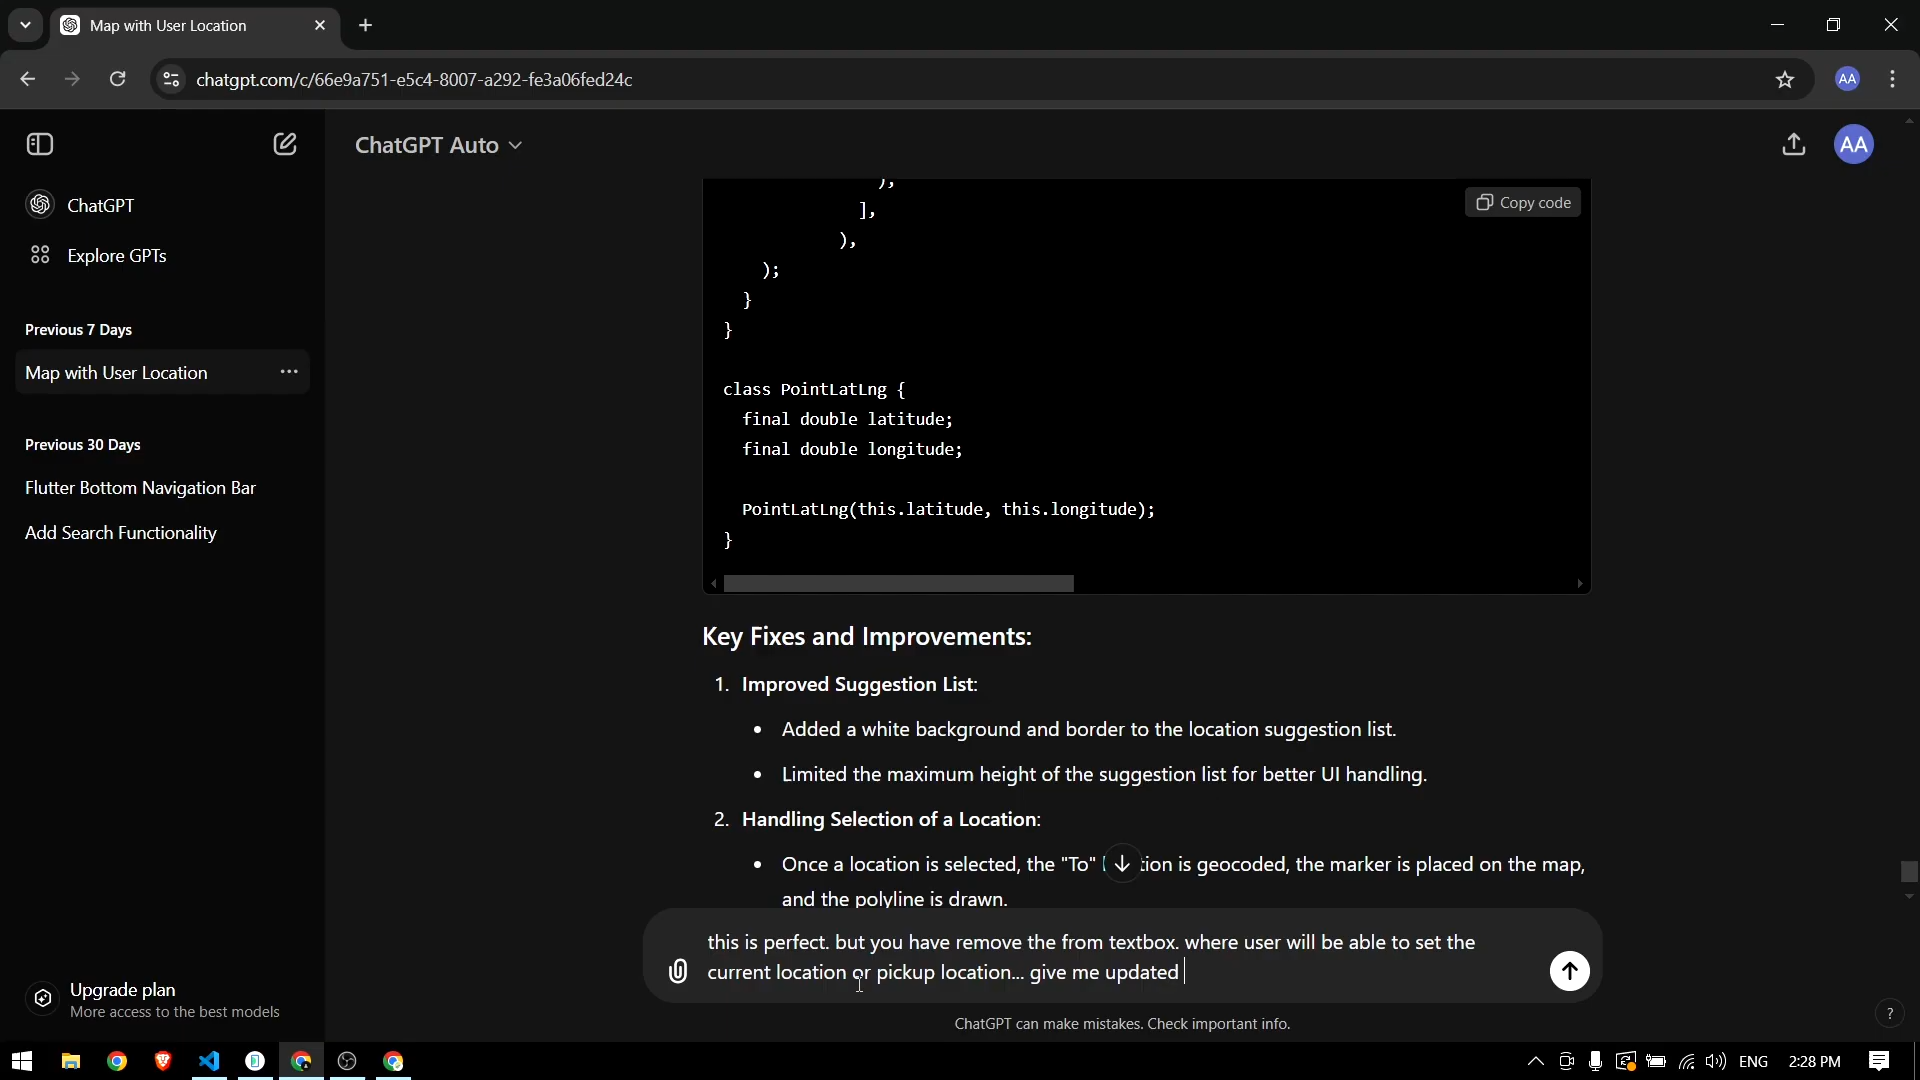 Map with User Location
chatgpt.com/c/66e9a751-e5c4-8007-a292-fe3a06fed24c
AA
ChatGPT Auto
AA
ChatGPT
Explore GPTs
Previous 7 Days
Map with User Location
Previous 30 Days
Flutter Bottom Navigation Bar
Add Search Functionality
Upgrade plan
More access to the best models
Copy code
),
],
),
);
}
}
class PointLatLng {
final double latitude;
final double longitude;
PointLatLng(this.latitude, this.longitude);
}
Key Fixes and Improvements:
1. Improved Suggestion List:
• Added a white background and border to the location suggestion list.
• Limited the maximum height of the suggestion list for better UI handling.
2. Handling Selection of a Location:
• Once a location is selected, the "To" tion is geocoded, the marker is placed on the map,
and the polyline is drawn.
this is perfect. but you have remove the from textbox. where user will be able to set the
current location or pickup location... give me updated
ChatGPT can make mistakes. Check important info.
?
ENG
2:28 PM